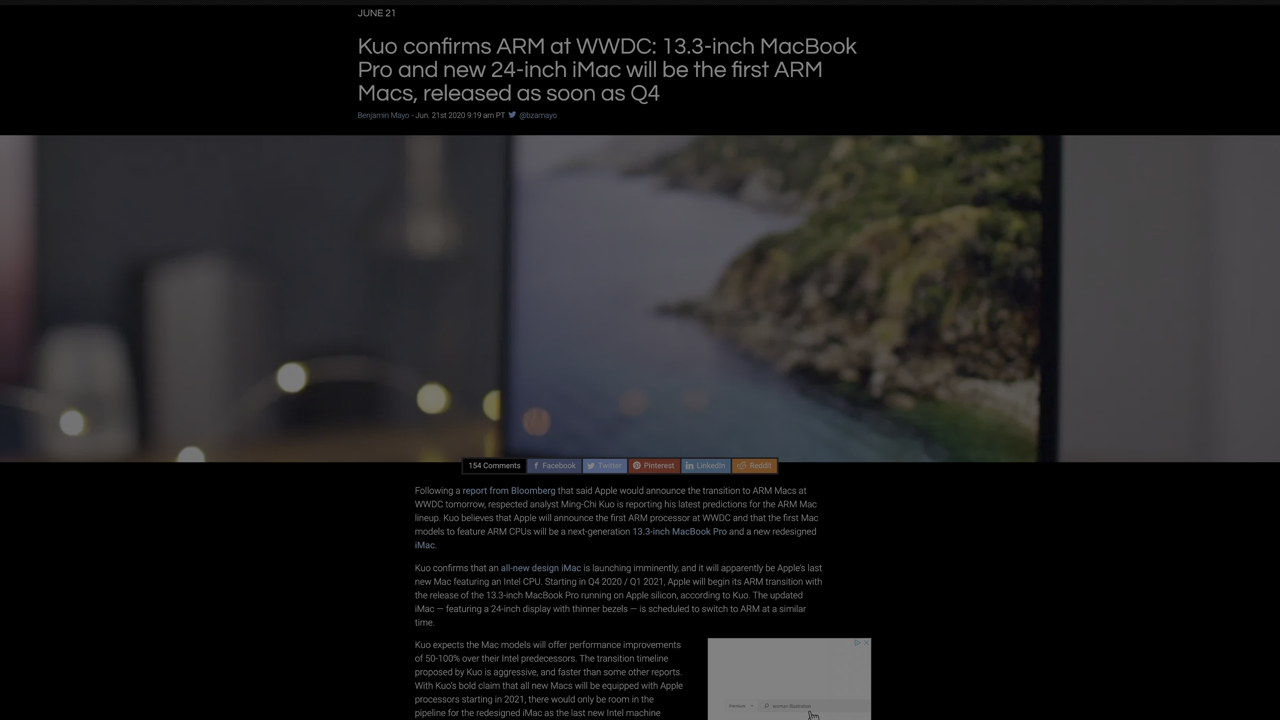 JUNE 21
Kuo confirms ARM at WWDC: 13.3-inch MacBook
Pro and new 24-inch iMac will be the first ARM
Macs, released as soon as Q4
Benjamin Mayo - Jun. 21st 2020 9:19 am PT @bzamayo
154 Comments Facebook Twitter Pinterest LinkedIn Reddit
Following a report from Bloomberg that said Apple would announce the transition to ARM Macs at
WWDC tomorrow, respected analyst Ming-Chi Kuo is reporting his latest predictions for the ARM Mac
lineup. Kuo believes that Apple will announce the first ARM processor at WWDC and that the first Mac
models to feature ARM CPUs will be a next-generation 13.3-inch MacBook Pro and a new redesigned
iMac.
Kuo confirms that an all-new design iMac is launching imminently, and it will apparently be Apple's last
new Mac featuring an Intel CPU. Starting in Q4 2020 / Q1 2021, Apple will begin its ARM transition with
the release of the 13.3-inch MacBook Pro running on Apple silicon, according to Kuo. The updated
iMac — featuring a 24-inch display with thinner bezels — is scheduled to switch to ARM at a similar
time.
Kuo expects the Mac models will offer performance improvements
of 50-100% over their Intel predecessors. The transition timeline
proposed by Kuo is aggressive, and faster than some other reports.
With Kuo's bold claim that all new Macs will be equipped with Apple
processors starting in 2021, there would only be room in the
pipeline for the redesigned iMac as the last new Intel machine
Premium woman illustration